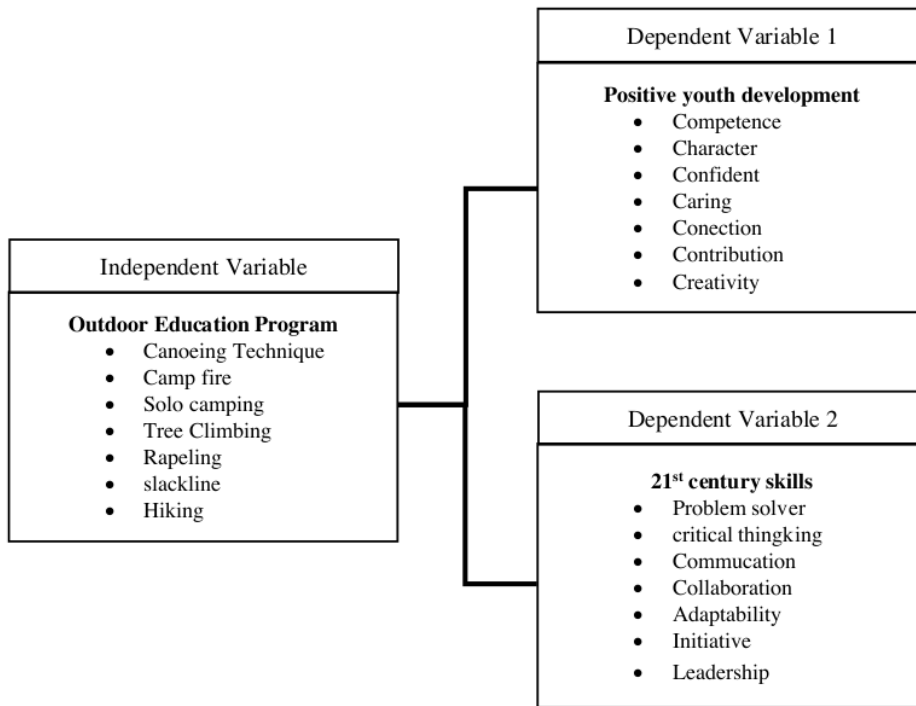 Independent Variable
Outdoor Education Program
• Canoeing Technique
• Camp fire
• Solo camping
• Tree Climbing
• Rapeling
• slackline
• Hiking
Dependent Variable 1
Positive youth development
• Competence
• Character
• Confident
• Caring
• Conection
• Contribution
• Creativity
Dependent Variable 2
21st century skills
• Problem solver
• critical thingking
• Commucation
• Collaboration
• Adaptability
• Initiative
• Leadership